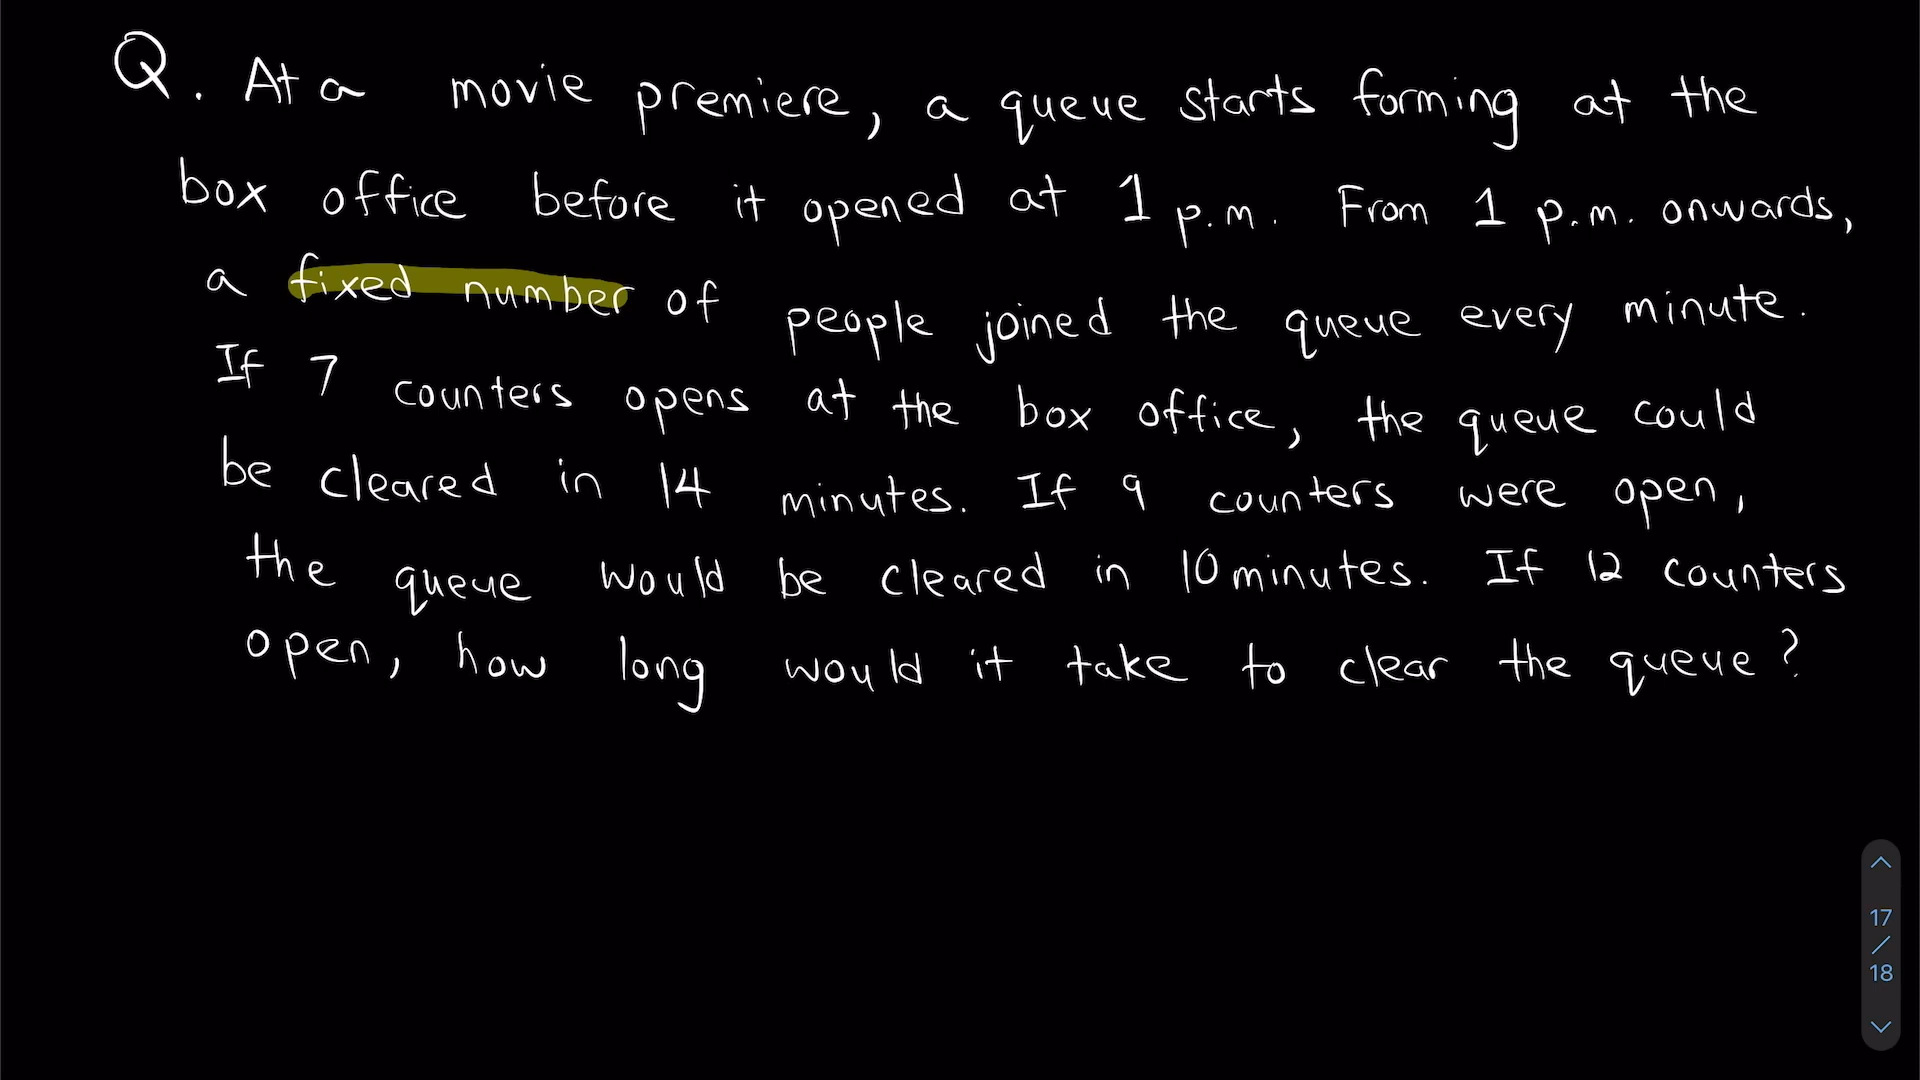 Q. At a movie premiere, a queue starts forming at the
box office before it opened at 1 p.m. From 1 p.m. onwards,
a fixed number of people joined the queue every minute.
If 7 counters opens at the box office, the queue could
be cleared in 14 minutes. If 9 counters were open,
the queue would be cleared in 10 minutes. If 12 counters
open, how long would it take to clear the queue?
17
/
18